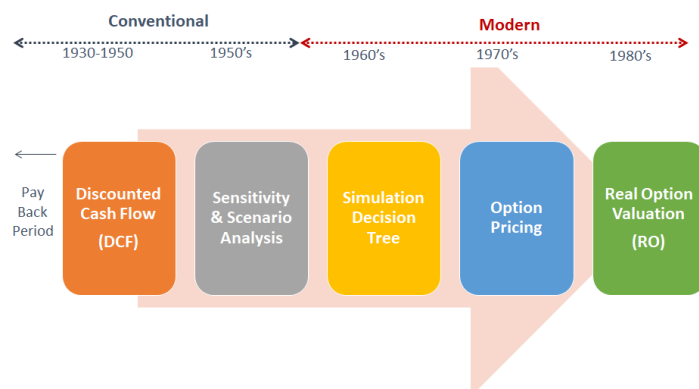 Conventional
Modern
1930-1950
1950's
1960's
1970's
1980's
Pay
Back
Period
Discounted
Cash Flow
(DCF)
Sensitivity
& Scenario
Analysis
Simulation
Decision
Tree
Option
Pricing
Real Option
Valuation
(RO)